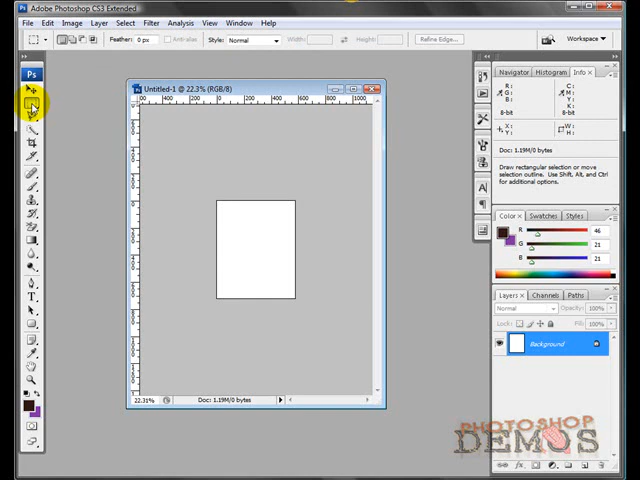 Adobe Photoshop CS3 Extended
File Edit Image Layer Select Filter Analysis View Window Help
Feather: 0 px Anti-alias Style: Normal Width: Height: Refine Edge... Workspace
Ps
Untitled-1 @ 22.3% (RGB/8)
Navigator Histogram Info
R: G: B: 8-bit
C: M: Y: K: 8-bit
X: Y: W: H:
Doc: 1.19M/0 bytes
Draw rectangular selection or move
selection outline. Use Shift, Alt, and Ctrl
for additional options.
Color Swatches Styles
R 46
G 21
B 21
Layers Channels Paths
Normal Opacity: 100%
Lock: Fill: 100%
Background
22.31% Doc: 1.19M/0 bytes
PHOTOSHOP
DEMOS